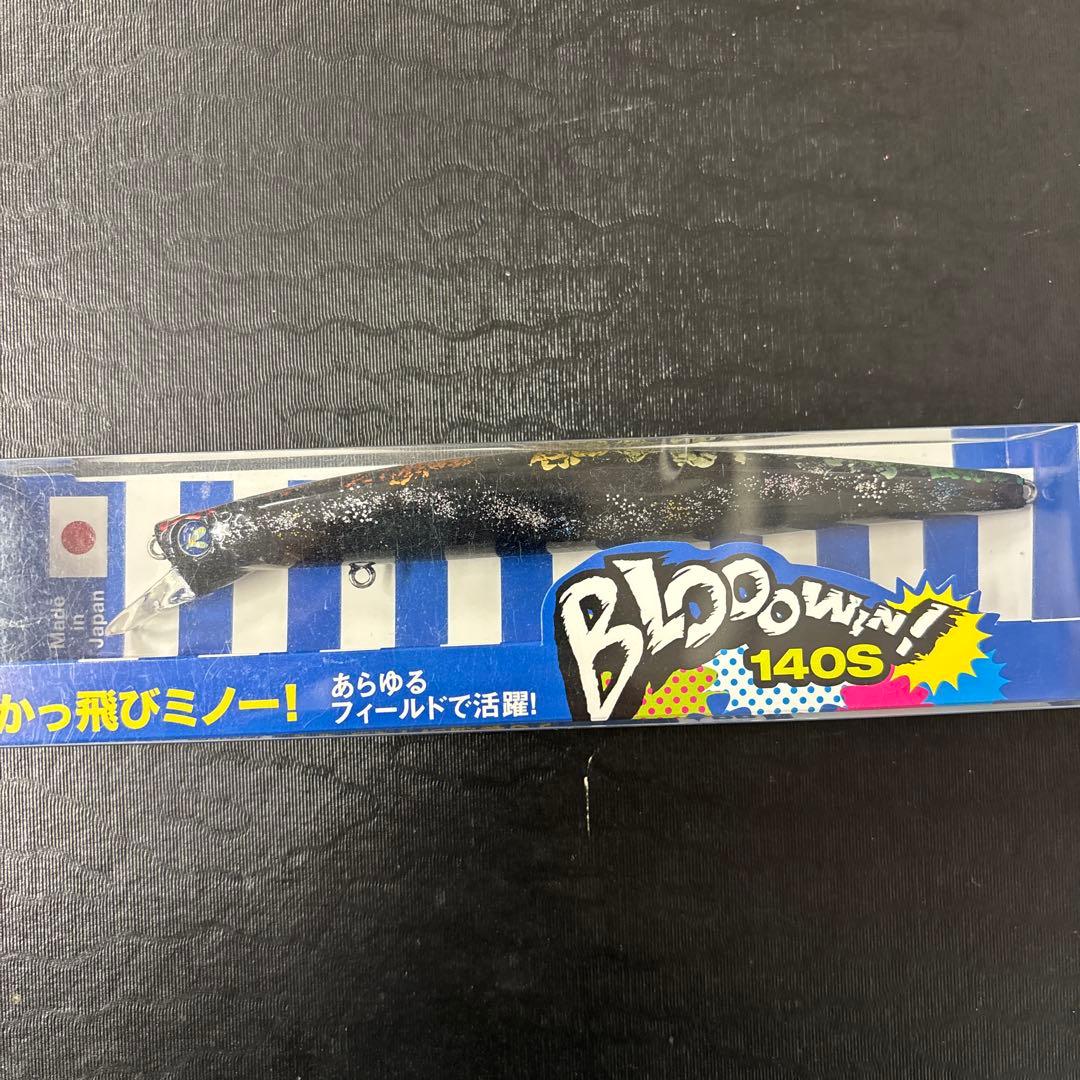 Made
in
Japan
かっ飛びミノー!
あらゆる
フィールドで活躍!
BLOOOWIN!
140S